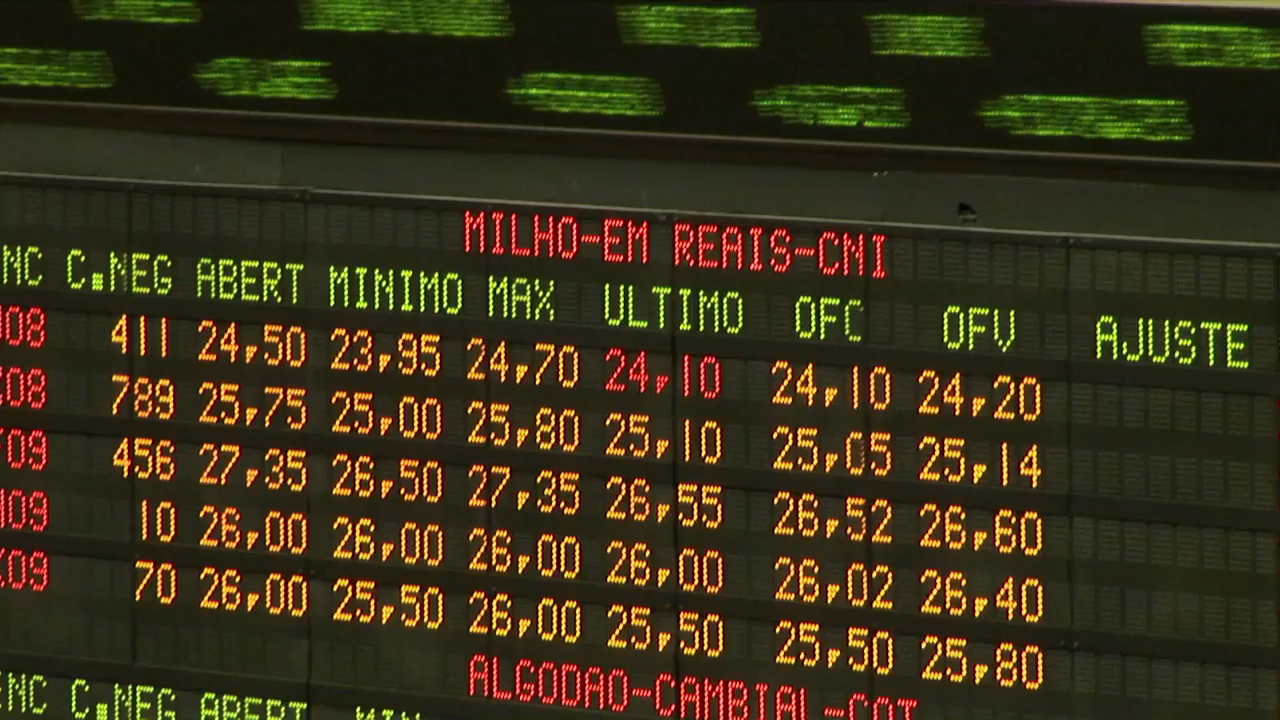 MILHO-EM REAIS-CNI
NC C.NEG ABERT MINIMO MAX ULTIMO OFC OFV AJUSTE
08 411 24,50 23,95 24,70 24,10 24,10 24,20
08 789 25,75 25,00 25,80 25,10 25,05 25,14
09 456 27,35 26,50 27,35 26,55 26,52 26,60
09 10 26,00 26,00 26,00 26,00 26,02 26,40
09 70 26,00 25,50 26,00 25,50 25,50 25,80
ALGODAO-CAMBIAL-COT
ENC C.NEG ABERT MIN